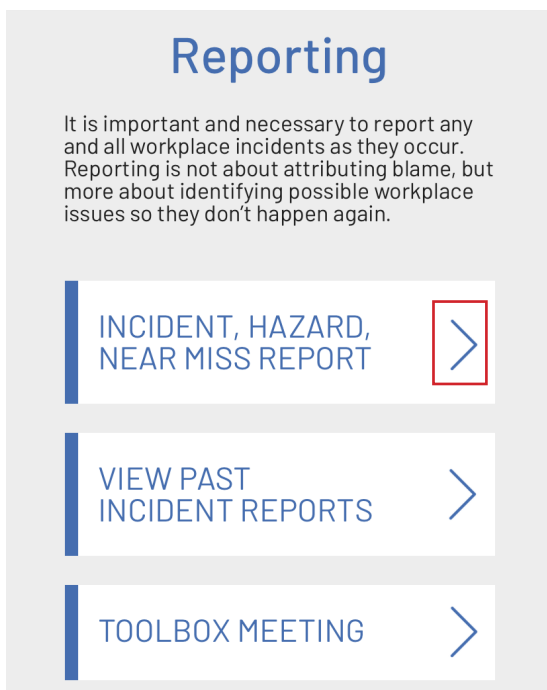 Reporting
It is important and necessary to report any
and all workplace incidents as they occur.
Reporting is not about attributing blame, but
more about identifying possible workplace
issues so they don’t happen again.
INCIDENT, HAZARD,
NEAR MISS REPORT
VIEW PAST
INCIDENT REPORTS
TOOLBOX MEETING